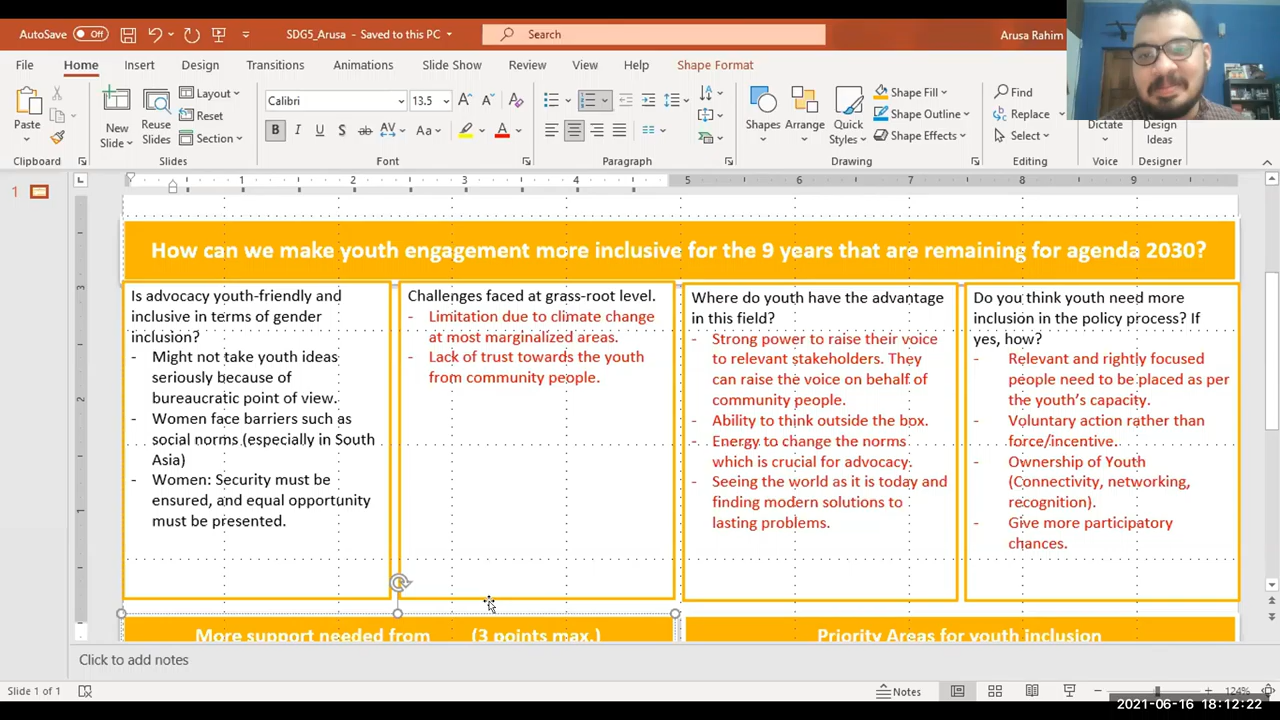 AutoSave Off SDG5_Arusa - Saved to this PC Search Arusa Rahim
File Home Insert Design Transitions Animations Slide Show Review View Help Shape Format
Paste
New Slide
Reuse Slides
Layout
Reset
Section
Calibri 13.5
Shapes
Arrange
Quick Styles
Shape Fill
Shape Outline
Shape Effects
Find
Replace
Select
Dictate
Design Ideas
Clipboard Slides Font Paragraph Drawing Editing Voice Designer
1 2 3 4 5 6 7 8 9
1
How can we make youth engagement more inclusive for the 9 years that are remaining for agenda 2030?
Is advocacy youth-friendly and
inclusive in terms of gender
inclusion?
- Might not take youth ideas
seriously because of
bureaucratic point of view.
- Women face barriers such as
social norms (especially in South
Asia)
- Women: Security must be
ensured, and equal opportunity
must be presented.
Challenges faced at grass-root level.
- Limitation due to climate change
at most marginalized areas.
- Lack of trust towards the youth
from community people.
Where do youth have the advantage
in this field?
- Strong power to raise their voice
to relevant stakeholders. They
can raise the voice on behalf of
community people.
- Ability to think outside the box.
- Energy to change the norms
which is crucial for advocacy.
- Seeing the world as it is today and
finding modern solutions to
lasting problems.
Do you think youth need more
inclusion in the policy process? If
yes, how?
- Relevant and rightly focused
people need to be placed as per
the youth's capacity.
- Voluntary action rather than
force/incentive.
- Ownership of Youth
(Connectivity, networking,
recognition).
- Give more participatory
chances.
More support needed from (3 points max.)
Priority Areas for youth inclusion
3
2
1
Click to add notes
Slide 1 of 1 Notes 124%
2021-06-16 18:12:22